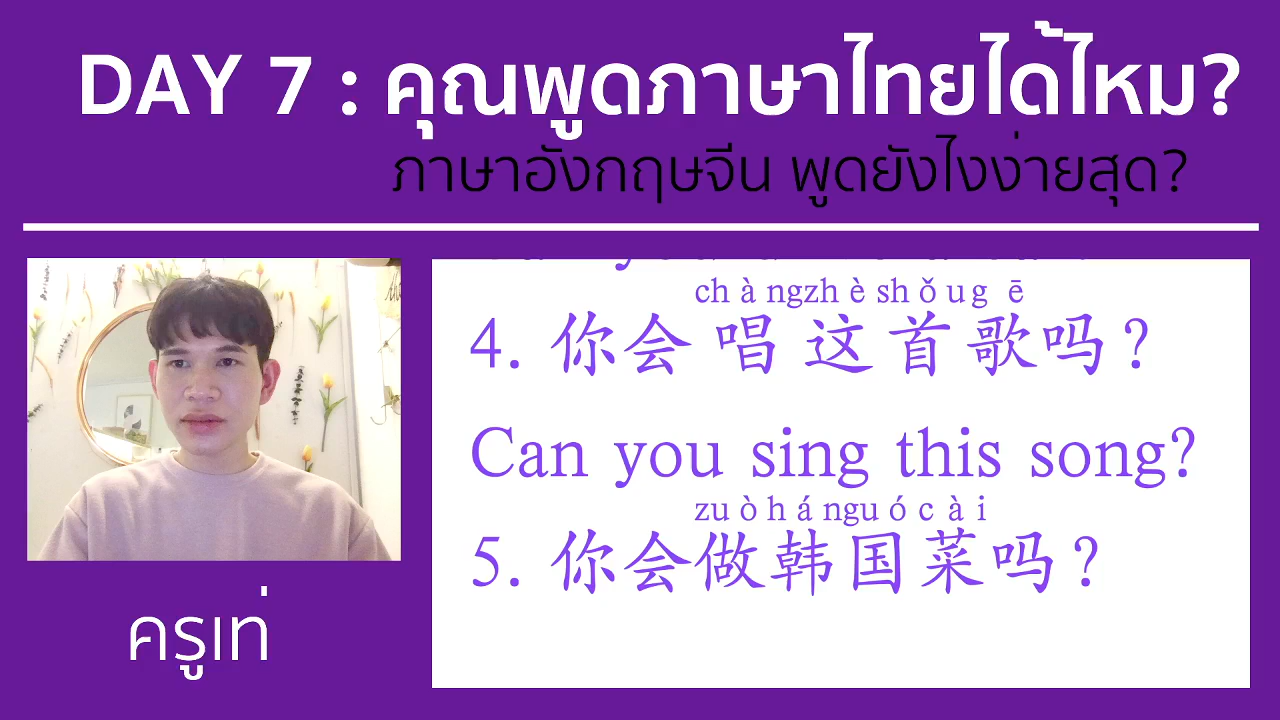 DAY 7 : คุณพูดภาษาไทยได้ไหม?
ภาษาอังกฤษจีน พูดยังไงง่ายสุด?
chàngzhèshǒugē
4. 你会唱这首歌吗？
Can you sing this song?
zuòhánguócài
5. 你会做韩国菜吗？
ครูเท่